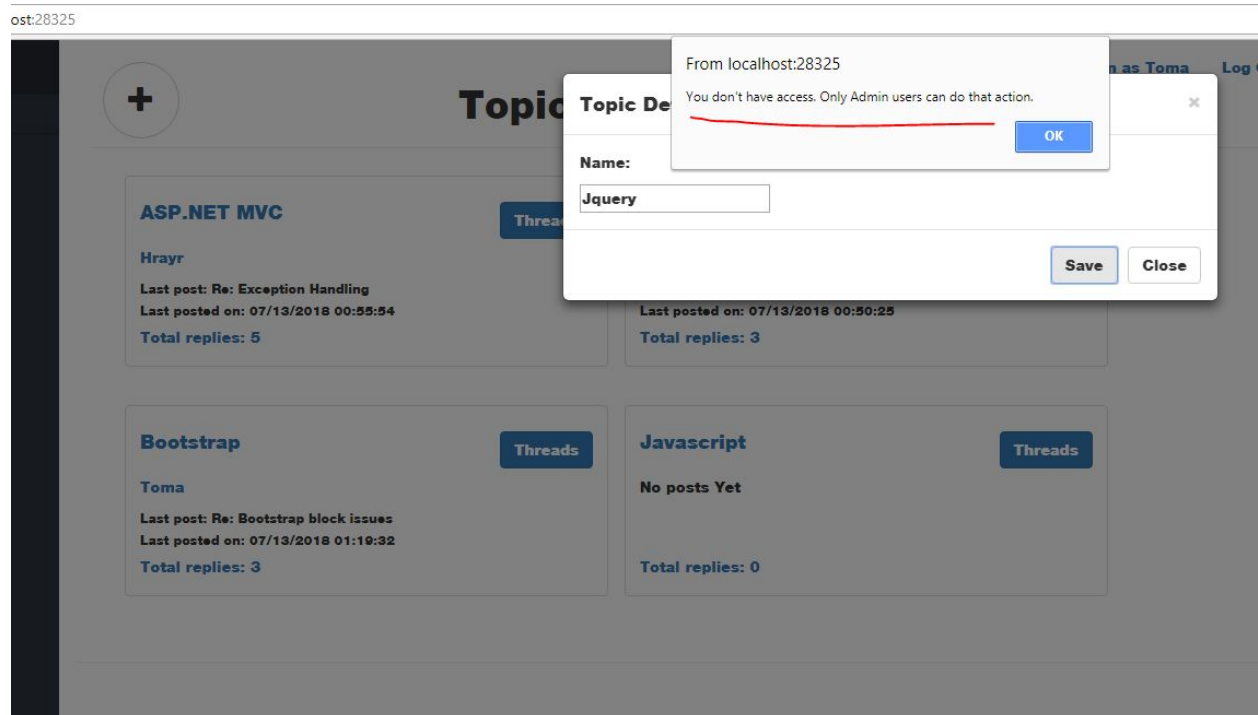 ost:28325
From localhost:28325
You don't have access. Only Admin users can do that action.
OK
as Toma Log
Topic
Topic De
Name:
Jquery
Save Close
ASP.NET MVC
Hrayr
Last post: Re: Exception Handling
Last posted on: 07/13/2018 00:55:54
Total replies: 5
Threa
Last posted on: 07/13/2018 00:50:25
Total replies: 3
Bootstrap Threads
Toma
Last post: Re: Bootstrap block issues
Last posted on: 07/13/2018 01:19:32
Total replies: 3
Javascript Threads
No posts Yet
Total replies: 0